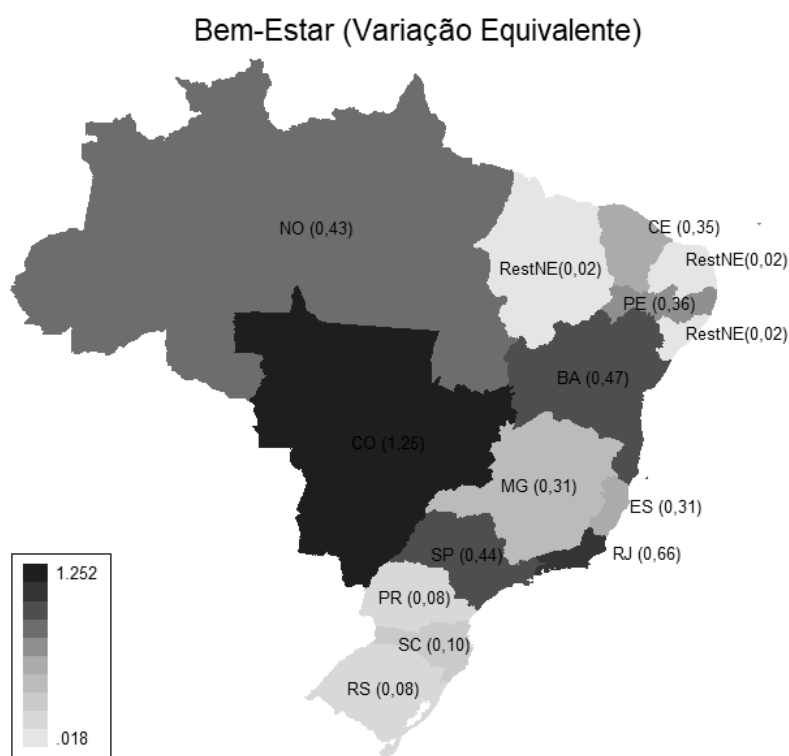 Bem-Estar (Variação Equivalente)
NO (0,43)
CE (0,35)
RestNE(0,02)
RestNE(0,02)
PE (0,36)
RestNE(0,02)
BA (0,47)
CO (1,25)
MG (0,31)
ES (0,31)
SP (0,44)
RJ (0,66)
1.252
PR (0,08)
SC (0,10)
RS (0,08)
.018